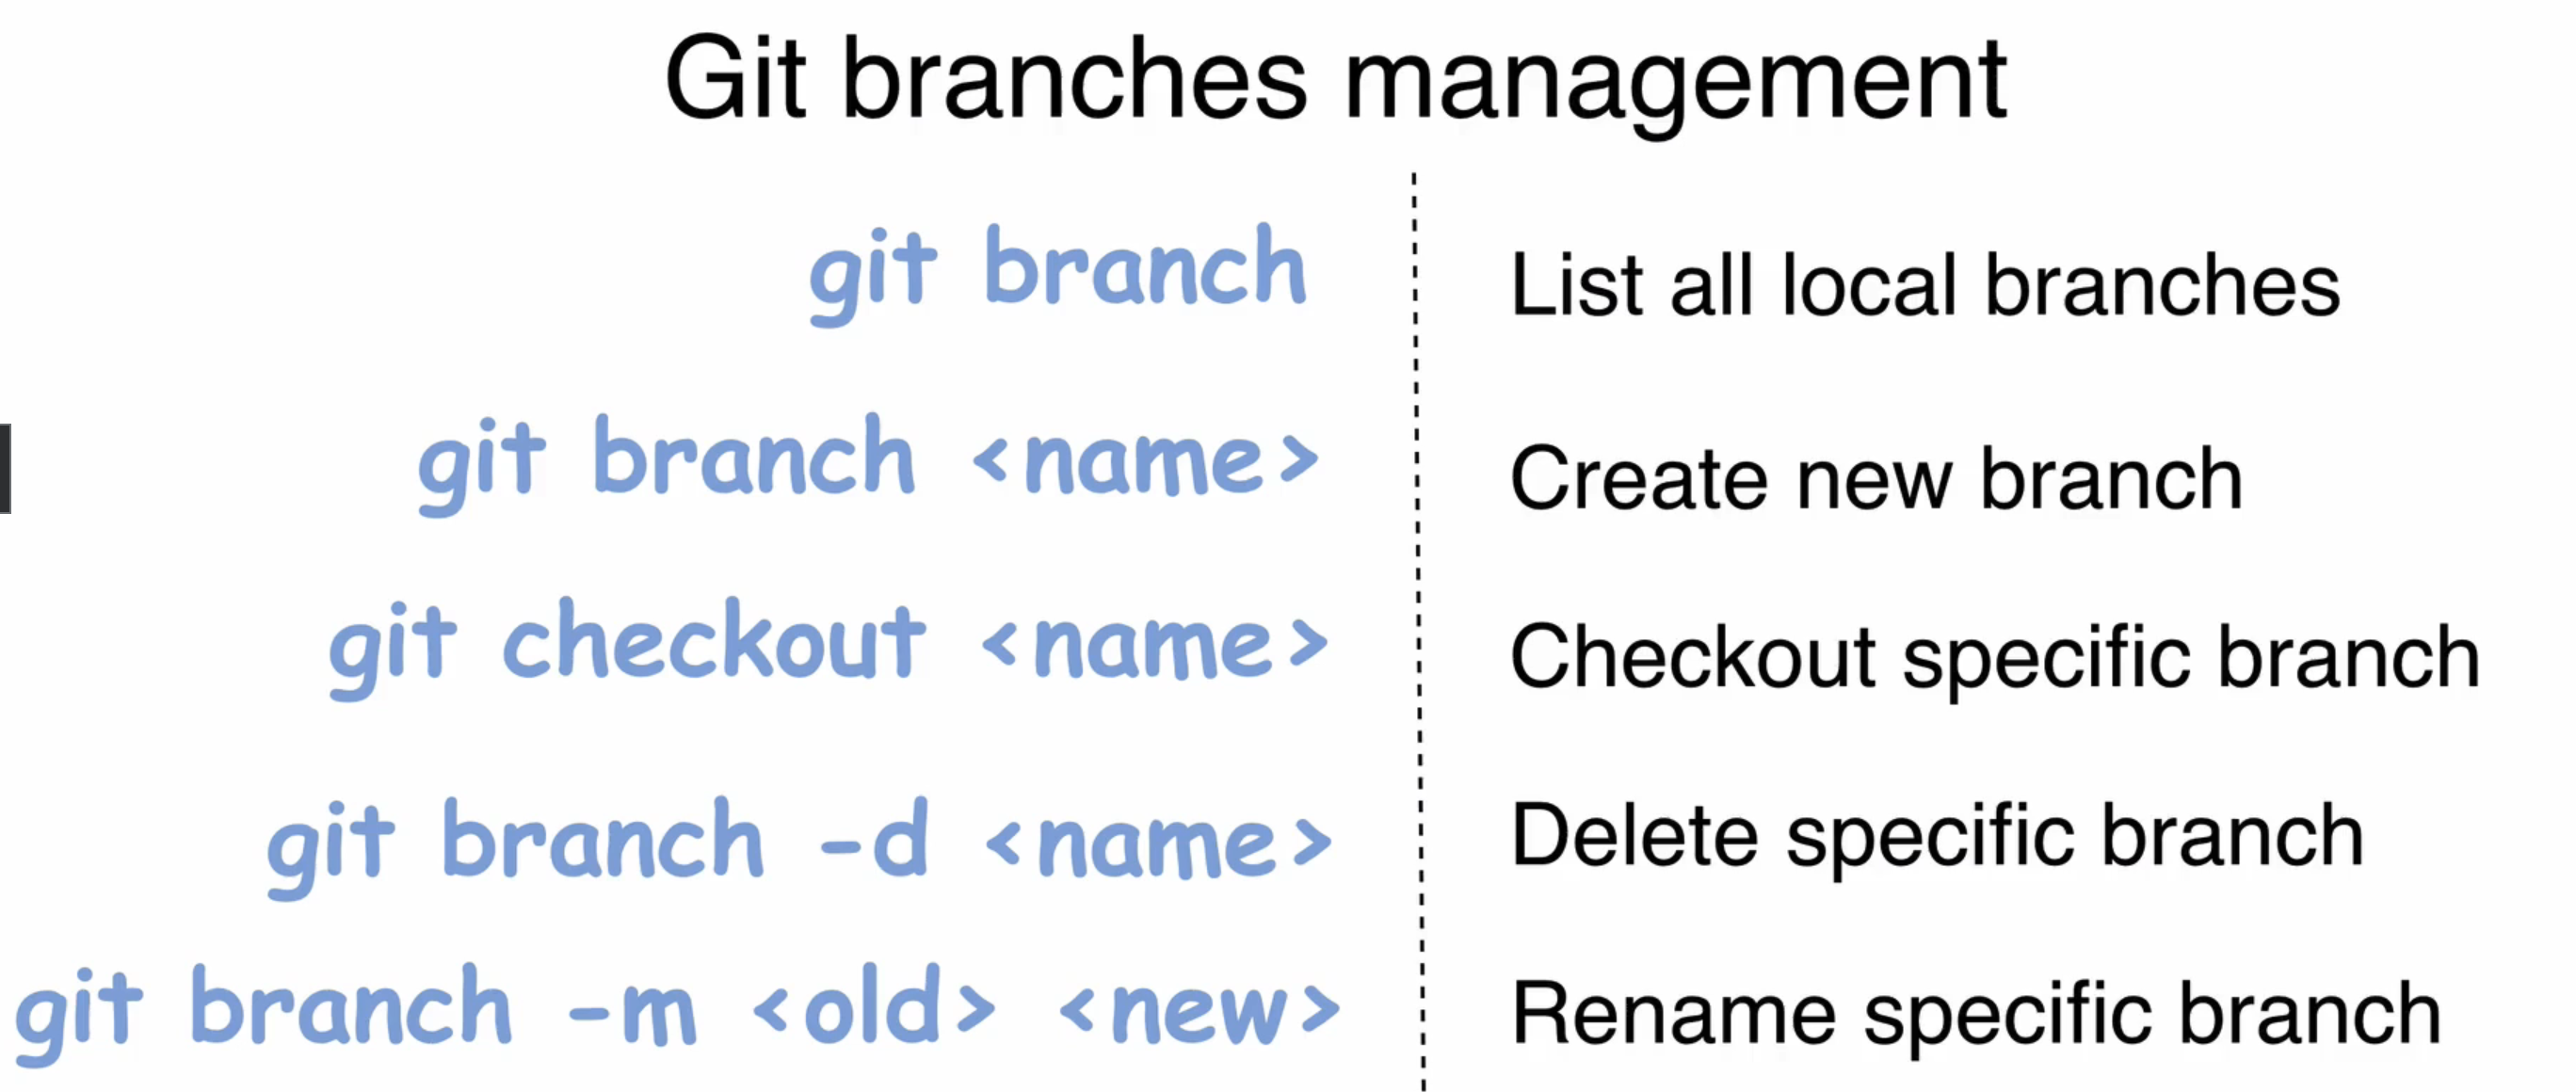 Git branches management
git branch List all local branches
git branch <name> Create new branch
git checkout <name> Checkout specific branch
git branch -d <name> Delete specific branch
git branch -m <old> <new> Rename specific branch